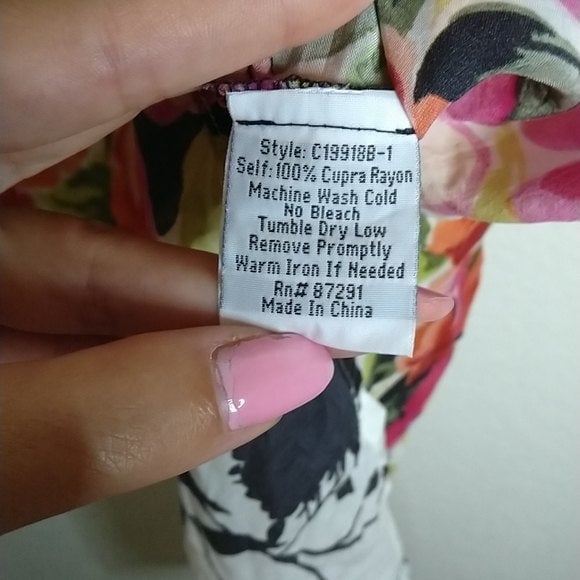 Style: C19918B-1
Self:100% Cupra Rayon
Machine Wash Cold
No Bleach
Tumble Dry Low
Remove Promptly
Warm Iron If Needed
Rn# 87291
Made In China